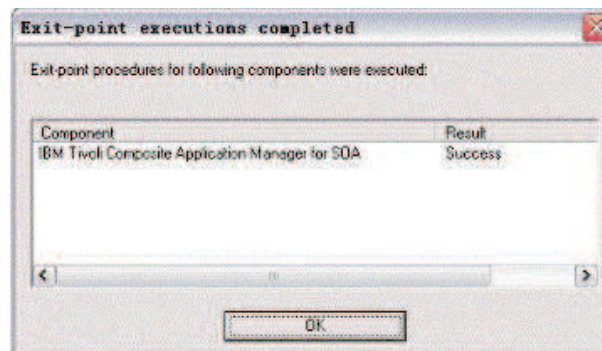 Exit-point executions completed
Exit-point procedures for following components were executed:
Component Result
IBM Tivoli Composite Application Manager for SOA Success
OK